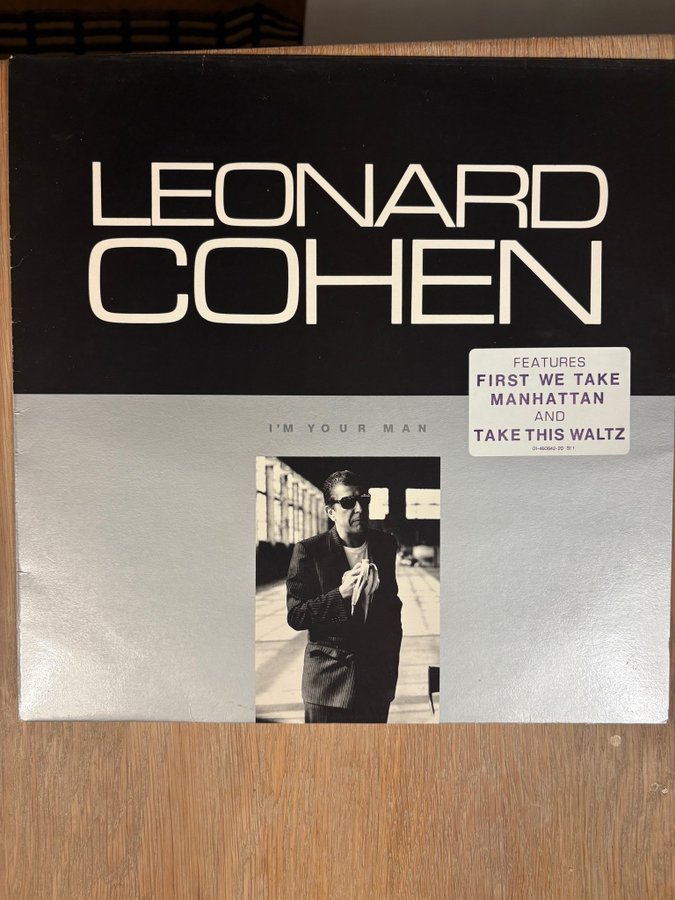 LEONARD
COHEN
FEATURES
FIRST WE TAKE
MANHATTAN
AND
TAKE THIS WALTZ
I'M YOUR MAN